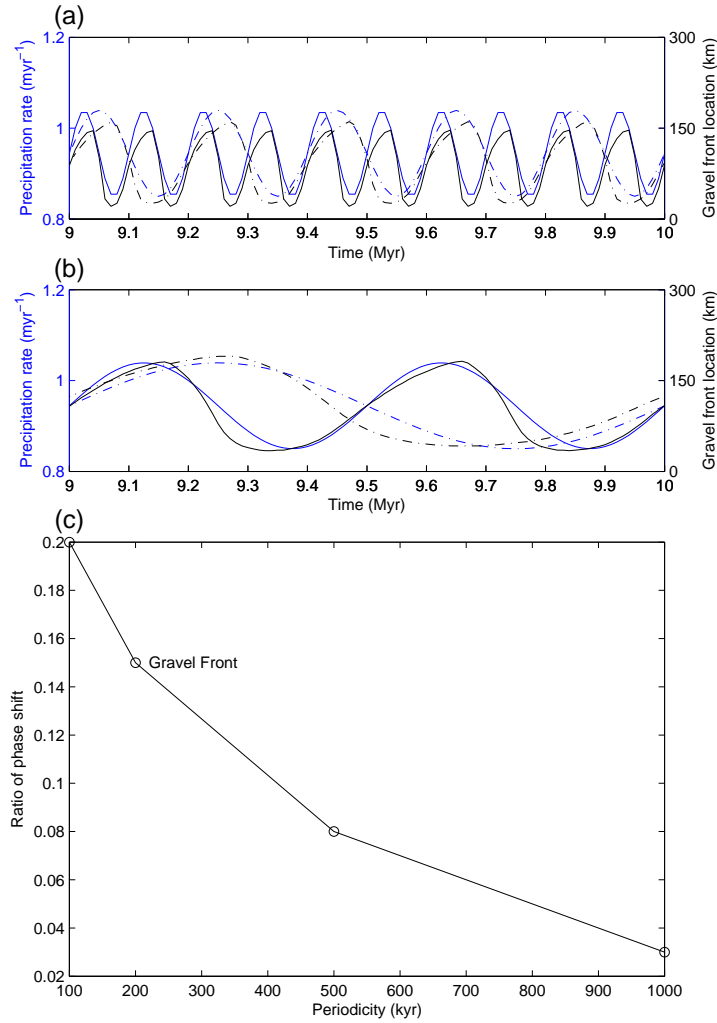 (a)
1.2
1
0.8
Precipitation rate (myr⁻¹)
300
150
0
Gravel front location (km)
9 9.1 9.2 9.3 9.4 9.5 9.6 9.7 9.8 9.9 10
Time (Myr)
(b)
1.2
1
0.8
Precipitation rate (myr⁻¹)
300
150
0
Gravel front location (km)
9 9.1 9.2 9.3 9.4 9.5 9.6 9.7 9.8 9.9 10
Time (Myr)
(c)
0.2
0.18
0.16
0.14
0.12
0.1
0.08
0.06
0.04
0.02
Ratio of phase shift
Gravel Front
100 200 300 400 500 600 700 800 900 1000
Periodicity (kyr)